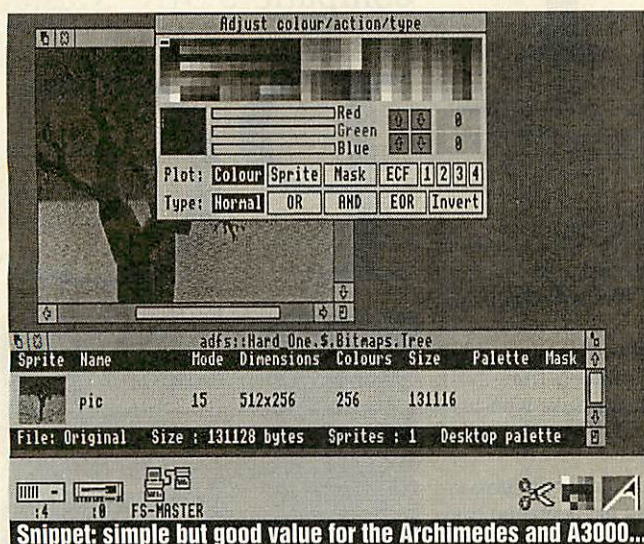 Adjust colour/action/type
Red
Green
Blue
0
0
Plot: Colour Sprite Mask ECF 1 2 3 4
Type: Normal OR AND EOR Invert
adfs::Hard_One.$.Bitmaps.Tree
Sprite Name Mode Dimensions Colours Size Palette Mask
pic 15 512x256 256 131116
File: Original Size : 131128 bytes Sprites : 1 Desktop palette
:4 :0 FS-MASTER
Snippet: simple but good value for the Archimedes and A3000...